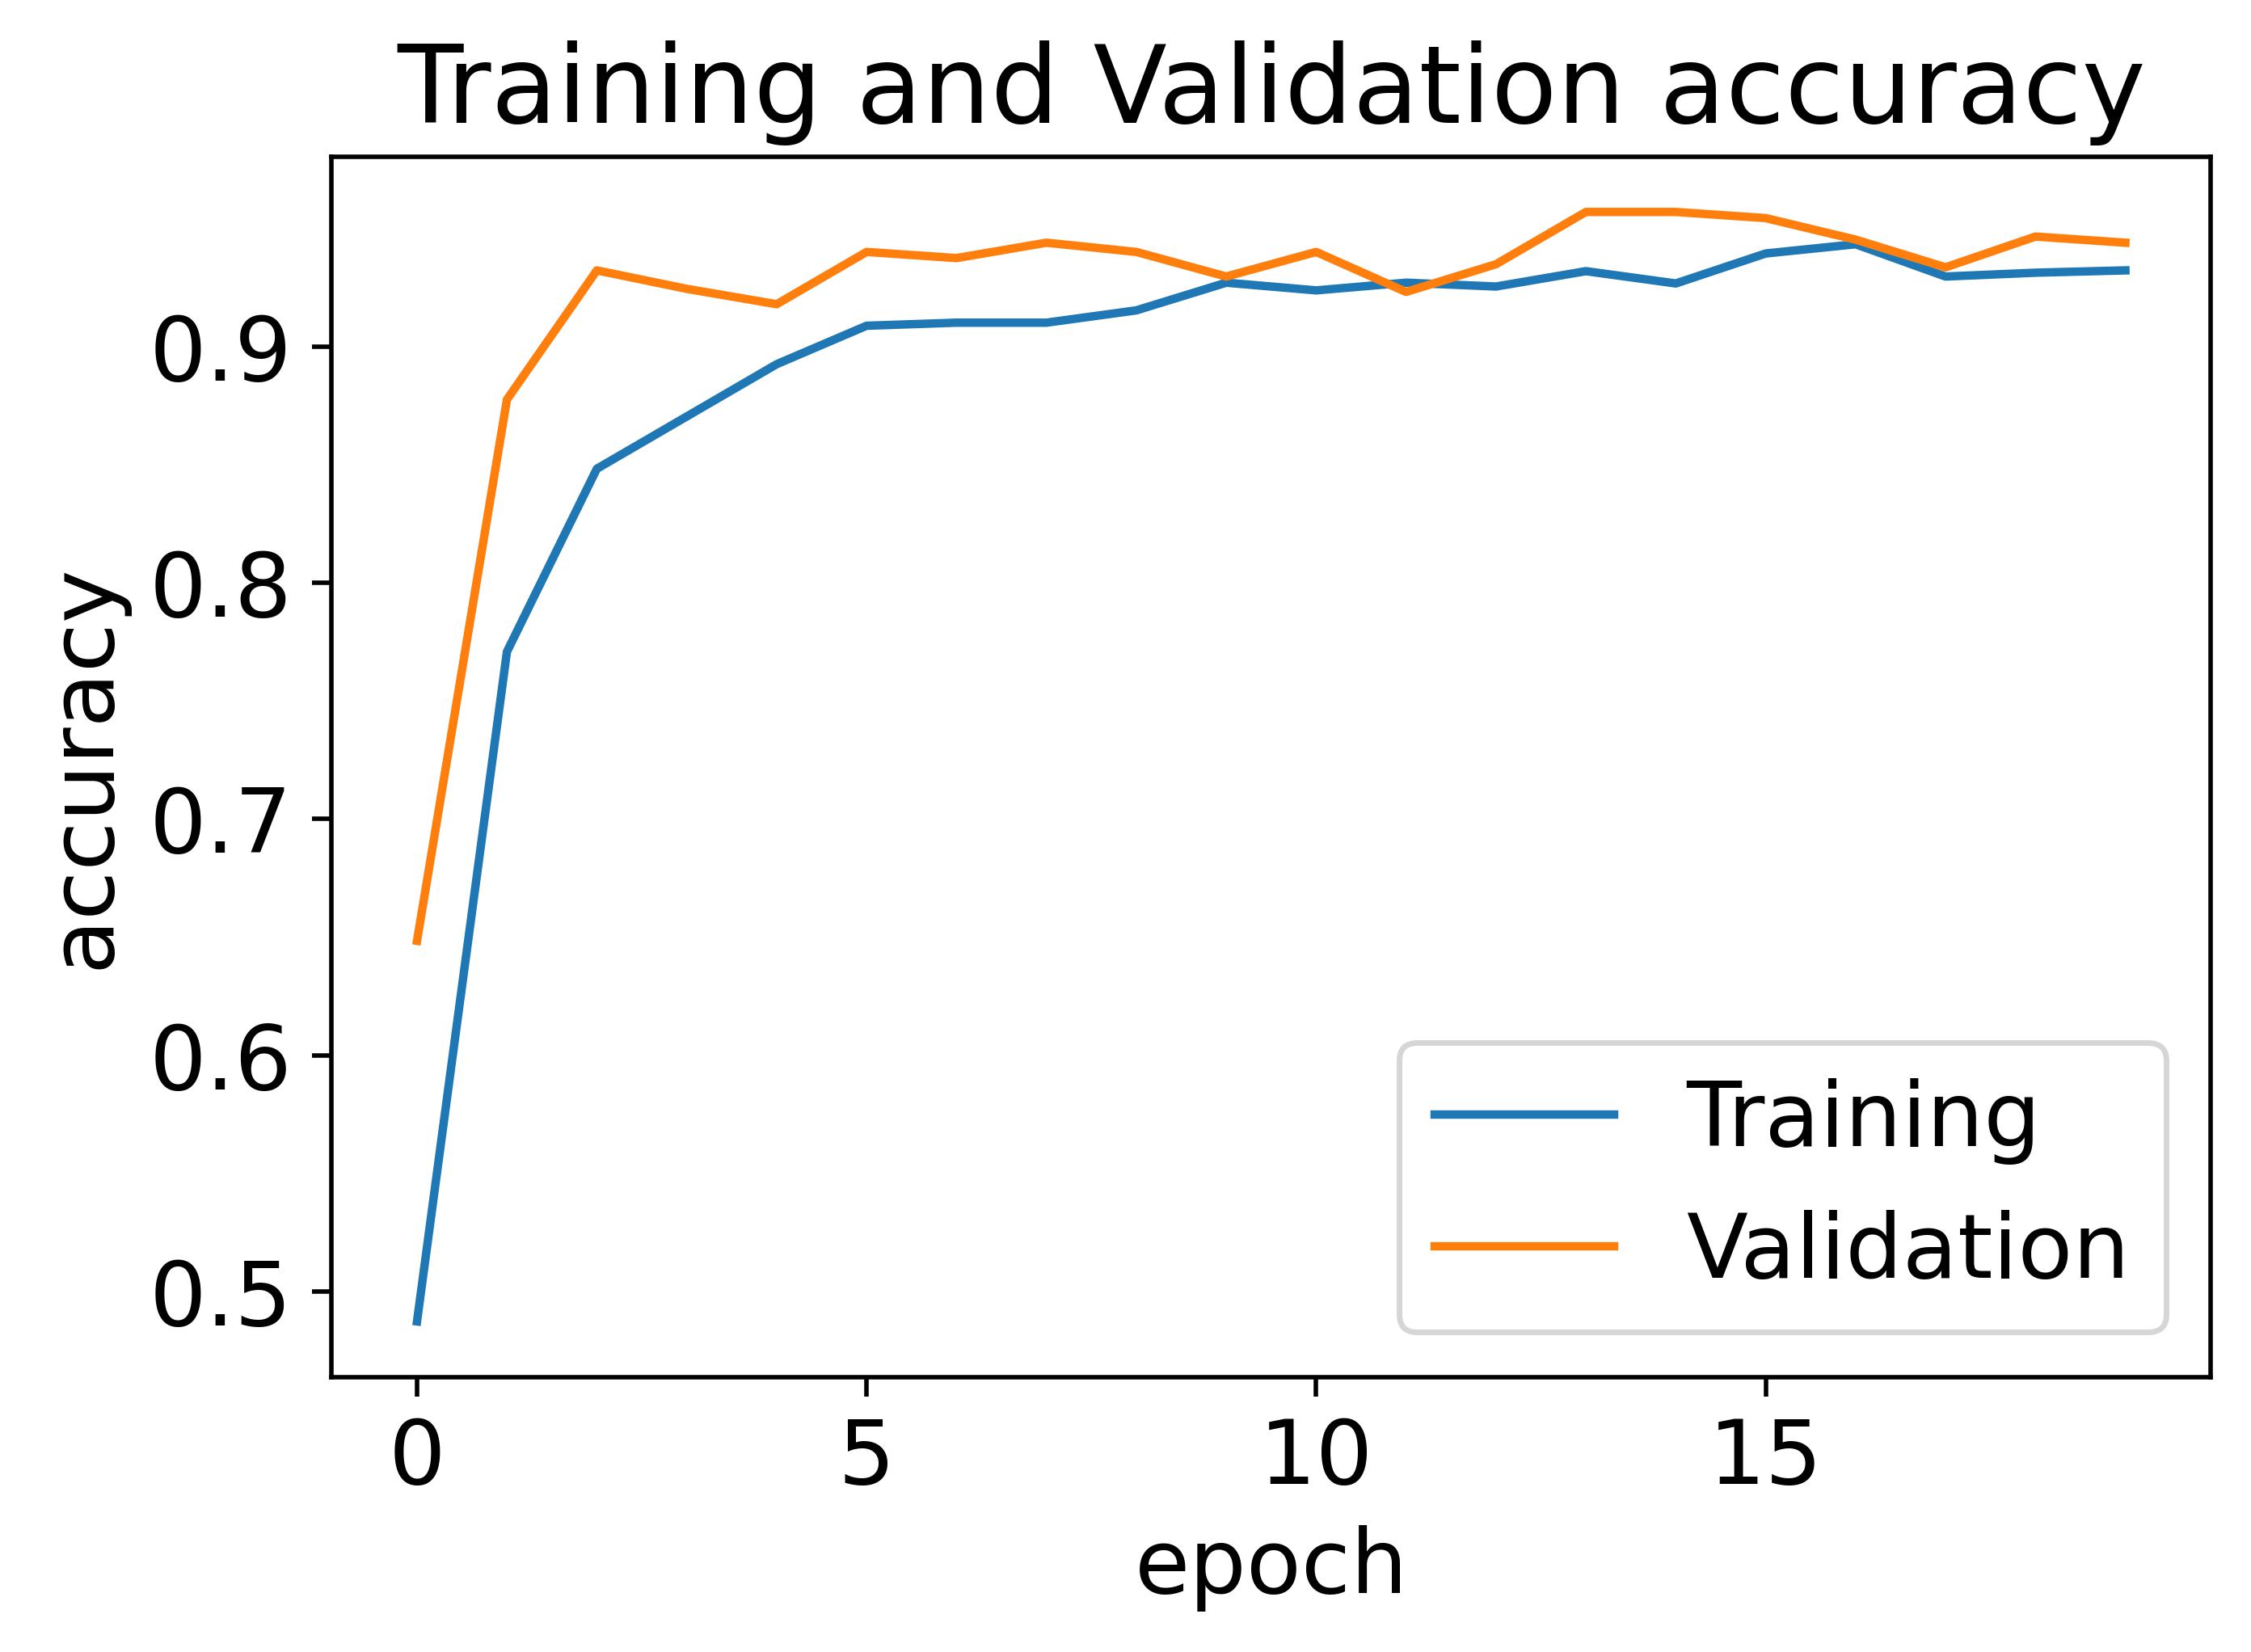 Training and Validation accuracy
accuracy
0.9
0.8
0.7
0.6
0.5
Training
Validation
0 5 10 15
epoch